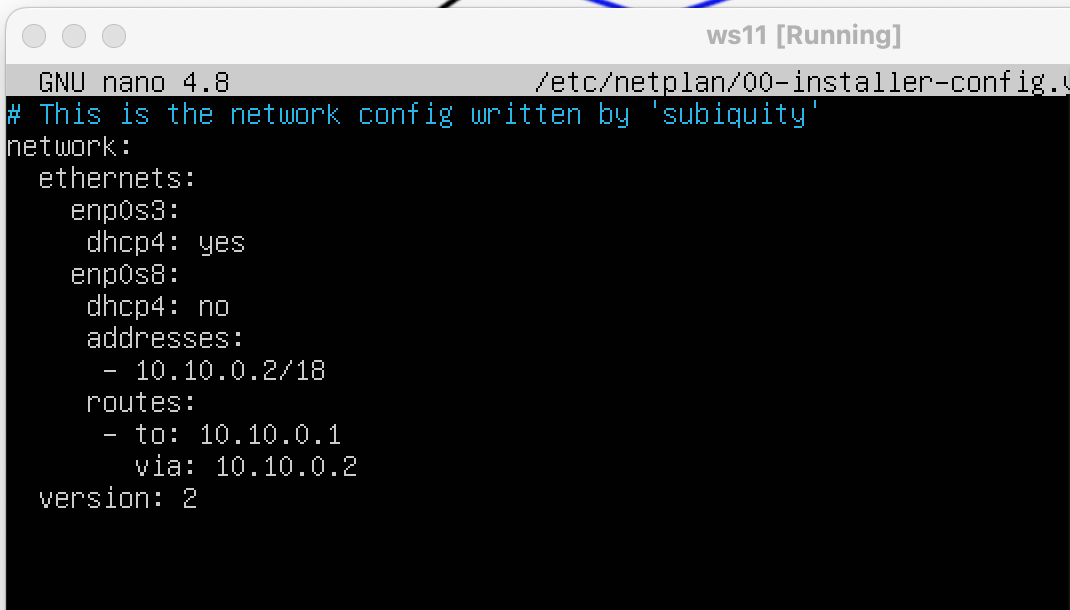 ws11 [Running]
GNU nano 4.8 /etc/netplan/00-installer-config.y
# This is the network config written by 'subiquity'
network:
  ethernets:
    enp0s3:
     dhcp4: yes
    enp0s8:
     dhcp4: no
     addresses:
      - 10.10.0.2/18
     routes:
      - to: 10.10.0.1
        via: 10.10.0.2
  version: 2